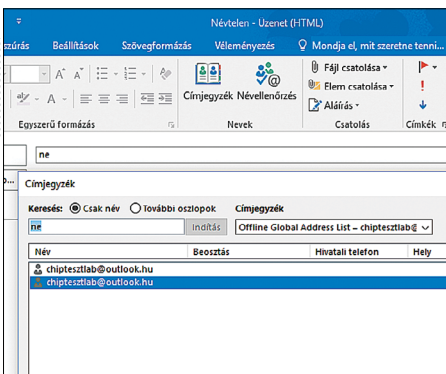 Névtelen - Üzenet (HTML)
szúrás Beállítások Szövegformázás Véleményezés Mondja el, mit szeretne tenni...
Címjegyzék Névellenőrzés
Fájl csatolása
Elem csatolása
Aláírás
Címkék
Egyszerű formázás Nevek Csatolás
ne
Címjegyzék
Keresés: Csak név További oszlopok Címjegyzék
ne Indítás Offline Global Address List – chiptesztlab@
Név Beosztás Hivatali telefon Hely
chiptesztlab@outlook.hu
chiptesztlab@outlook.hu